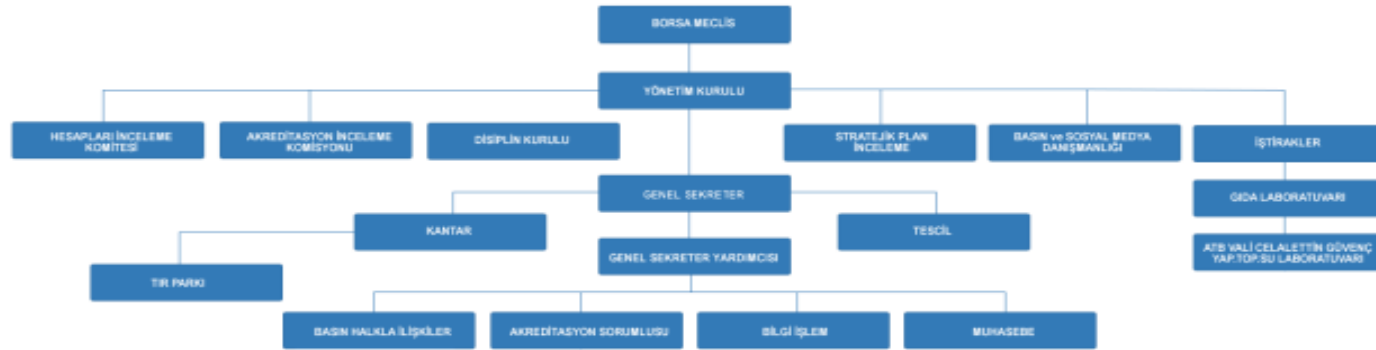 BORSA MECLİS
YÖNETİM KURULU
HESAPLARI İNCELEME
KOMİTESİ
AKREDİTASYON İNCELEME
KOMİSYONU
DİSİPLİN KURULU
STRATEJİK PLAN
İNCELEME
BASIN ve SOSYAL MEDYA
DANIŞMANLIĞI
İŞTİRAKLER
GENEL SEKRETER
GIDA LABORATUVARI
KANTAR
TESCİL
GENEL SEKRETER YARDIMCISI
ATB VALİ CELALETTİN GÜVENÇ
YAP.TOP.SU LABORATUVARI
TIR PARKI
BASIN HALKLA İLİŞKİLER
AKREDİTASYON SORUMLUSU
BİLGİ İŞLEM
MUHASEBE